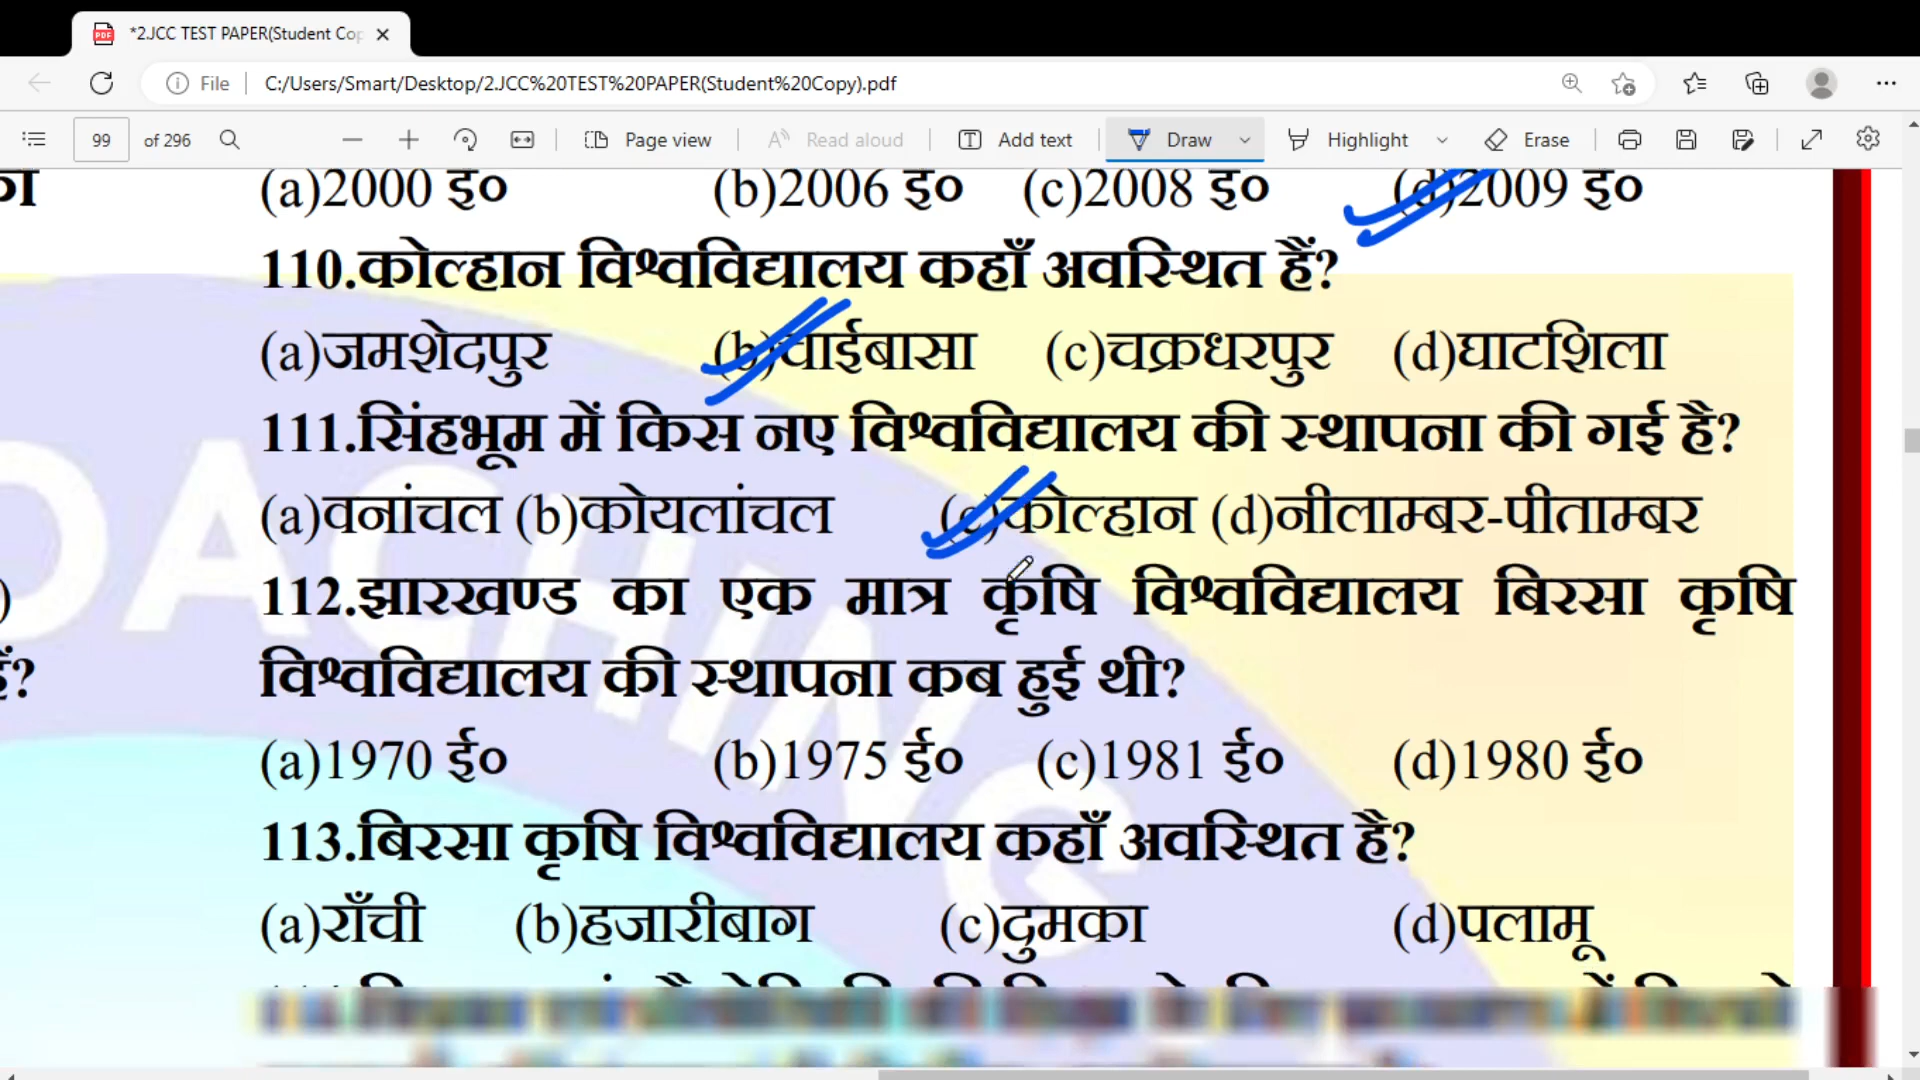 *2.JCC TEST PAPER(Student Cop
File C:/Users/Smart/Desktop/2.JCC%20TEST%20PAPER(Student%20Copy).pdf
99 of 296 Page view Read aloud Add text Draw Highlight Erase
(a)2000 ई० (b)2006 ई० (c)2008 ई० (d)2009 ई०
110.कोल्हान विश्वविद्यालय कहाँ अवस्थित हैं?
(a)जमशेदपुर (b)चाईबासा (c)चक्रधरपुर (d)घाटशिला
111.सिंहभूम में किस नए विश्वविद्यालय की स्थापना की गई है?
(a)वनांचल (b)कोयलांचल (c)कोल्हान (d)नीलाम्बर-पीताम्बर
112.झारखण्ड का एक मात्र कृषि विश्वविद्यालय बिरसा कृषि
विश्वविद्यालय की स्थापना कब हुई थी?
(a)1970 ई० (b)1975 ई० (c)1981 ई० (d)1980 ई०
113.बिरसा कृषि विश्वविद्यालय कहाँ अवस्थित है?
(a)राँची (b)हजारीबाग (c)दुमका (d)पलामू
OACHING